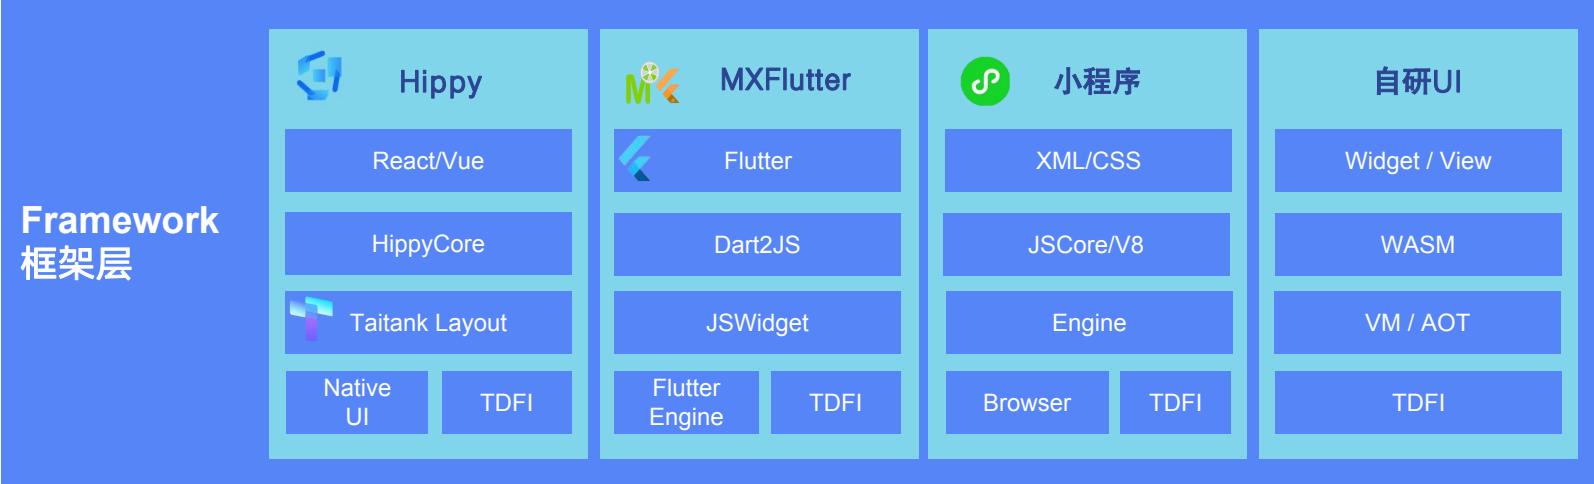 Framework
框架层
Hippy
React/Vue
HippyCore
Taitank Layout
Native
UI
TDFI
MXFlutter
Flutter
Dart2JS
JSWidget
Flutter
Engine
TDFI
小程序
XML/CSS
JSCore/V8
Engine
Browser
TDFI
自研UI
Widget / View
WASM
VM / AOT
TDFI